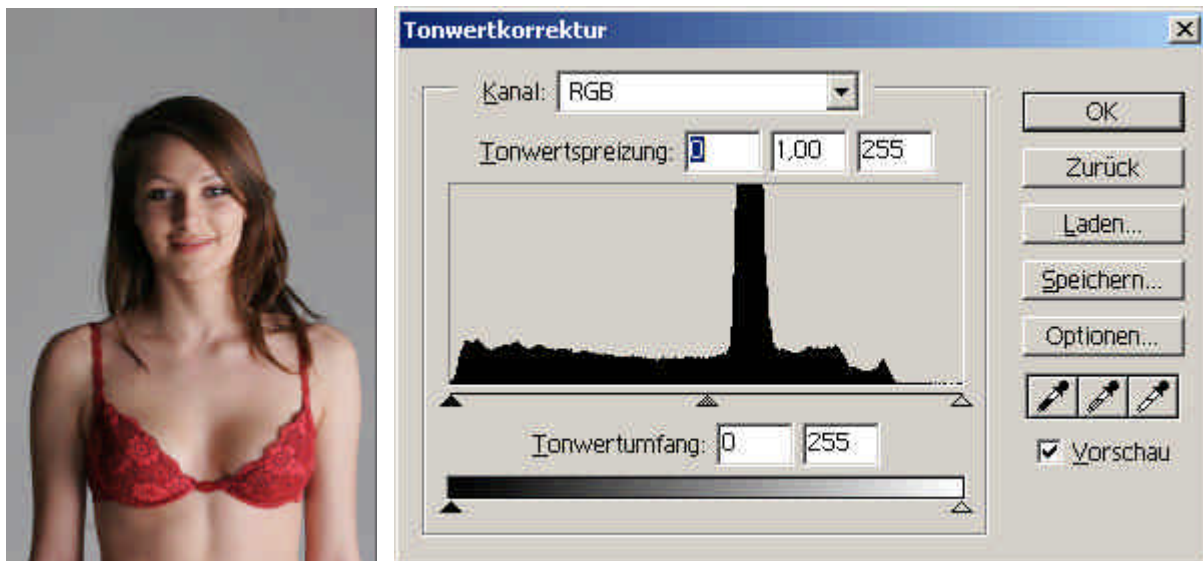 Tonwertkorrektur
Kanal: RGB
OK
Tonwertspreizung: 0 1,00 255
Zurück
Laden...
Speichern...
Optionen...
Tonwertumfang: 0 255
Vorschau